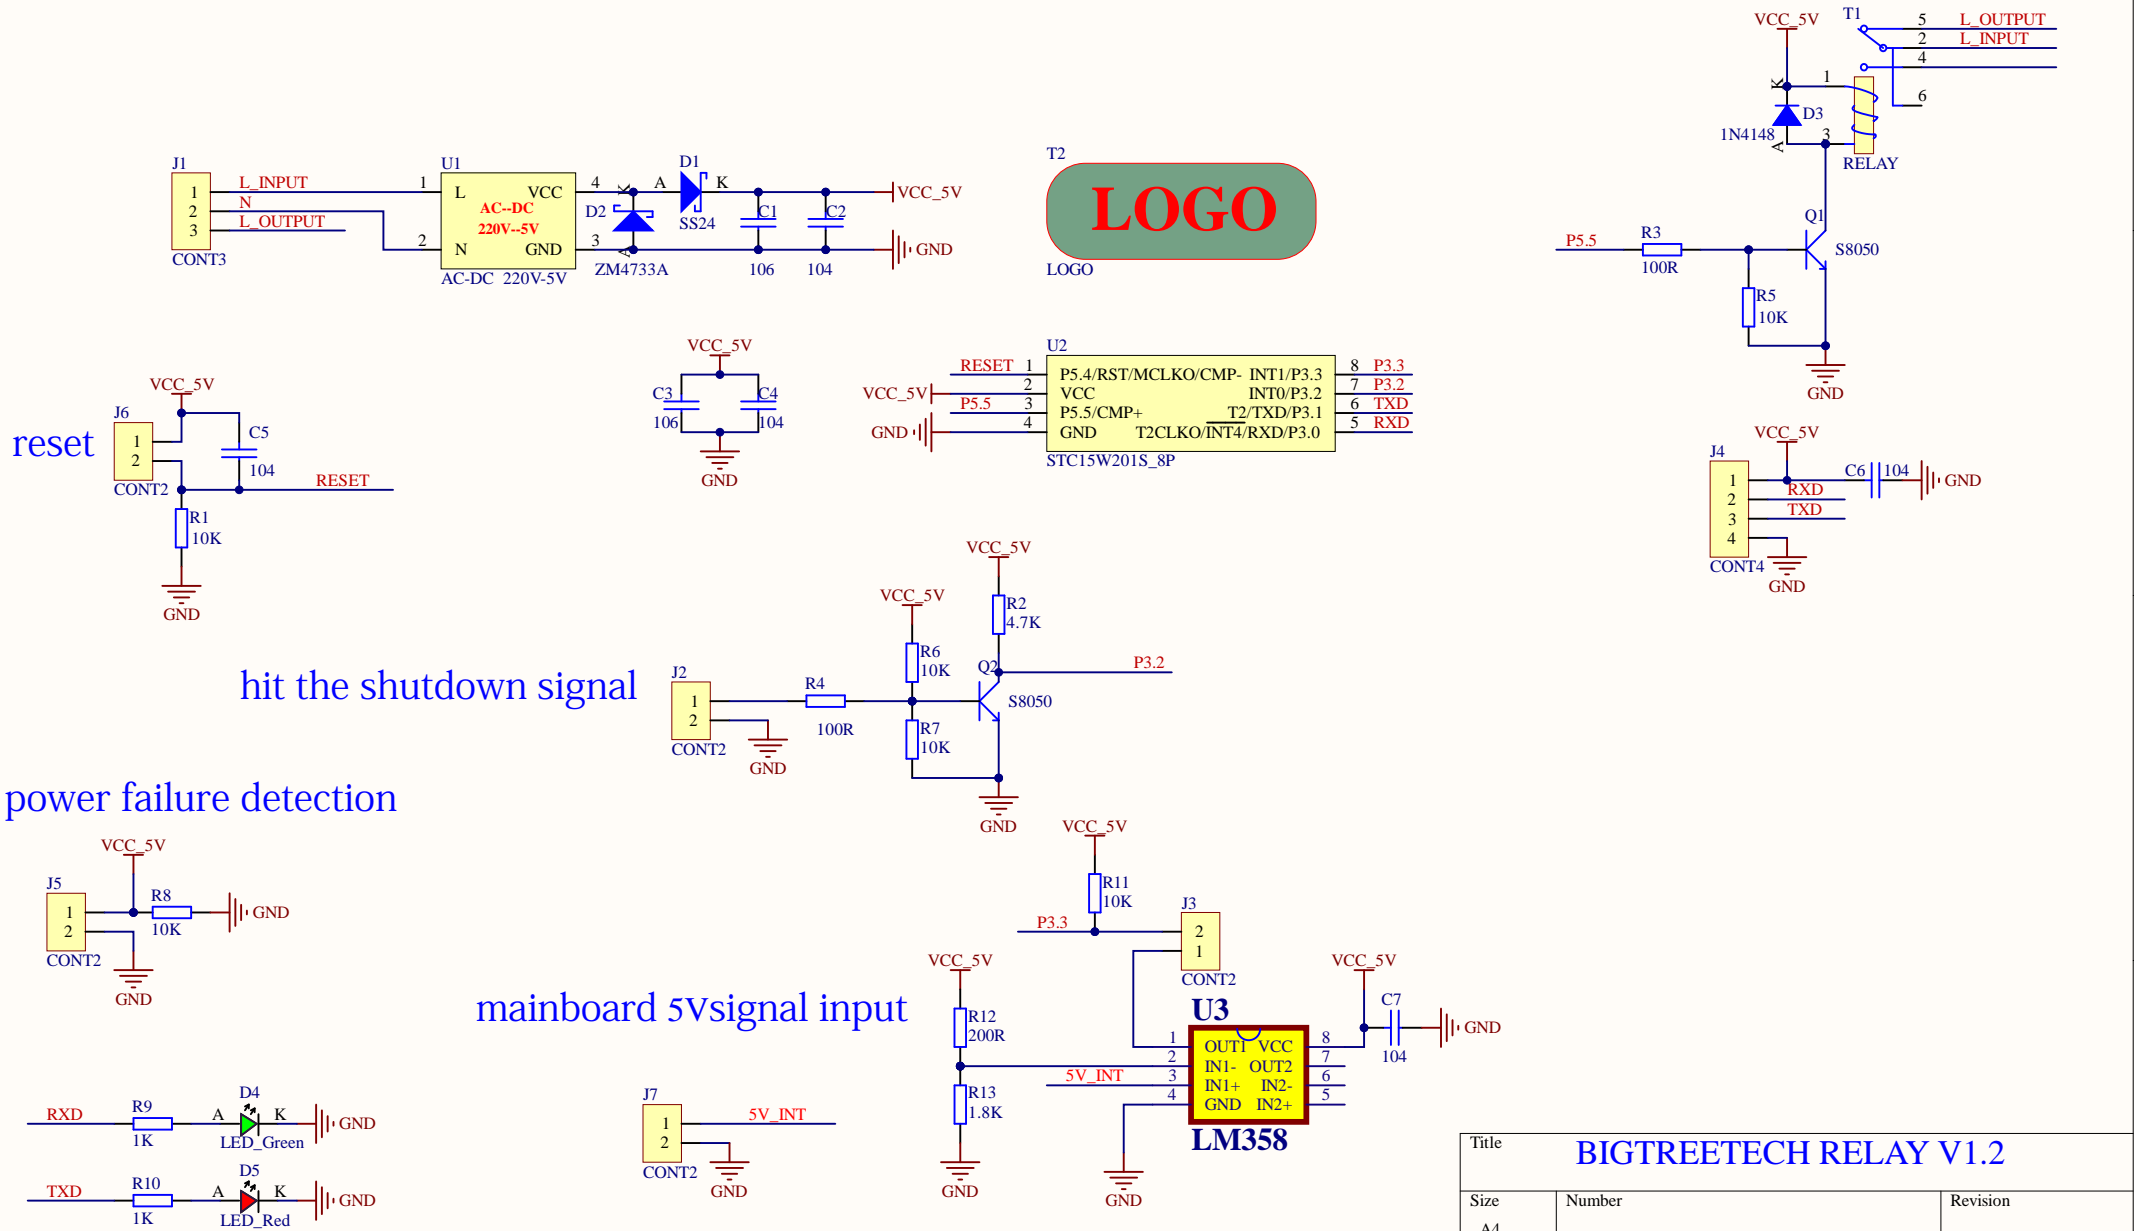 VCC_5V
T1
5 L_OUTPUT
2 L_INPUT
4
6
K
1
D3
1N4148
A
3
RELAY
J1
1 L_INPUT
2 N
3 L_OUTPUT
CONT3
U1
1 L VCC 4
AC--DC
220V--5V
2 N GND 3
AC-DC 220V-5V
D1
A K
SS24
K
D2
A
ZM4733A
C1
106
C2
104
VCC_5V
GND
T2
LOGO
LOGO
P5.5
R3
100R
Q1
S8050
R5
10K
GND
reset
VCC_5V
J6
1
2
CONT2
C5
104
RESET
R1
10K
GND
VCC_5V
C3
106
C4
104
GND
U2
RESET 1 P5.4/RST/MCLKO/CMP- INT1/P3.3 8 P3.3
VCC_5V 2 VCC INT0/P3.2 7 P3.2
P5.5 3 P5.5/CMP+ T2/TXD/P3.1 6 TXD
GND 4 GND T2CLKO/INT4/RXD/P3.0 5 RXD
STC15W201S_8P
VCC_5V
J4
1
2 RXD
3 TXD
4
CONT4
C6 104
GND
GND
hit the shutdown signal
J2
1
2
CONT2
GND
R4
100R
VCC_5V
R6
10K
R7
10K
VCC_5V
R2
4.7K
Q2
S8050
P3.2
GND
power failure detection
VCC_5V
J5
1
2
CONT2
R8
10K
GND
GND
mainboard 5Vsignal input
VCC_5V
R11
10K
P3.3
J3
2
1
CONT2
VCC_5V
R12
200R
R13
1.8K
GND
5V_INT
U3
1 OUT1 VCC 8
2 IN1- OUT2 7
3 IN1+ IN2- 6
4 GND IN2+ 5
LM358
GND
VCC_5V
C7
104
GND
RXD
R9
1K
D4
A K
LED_Green
GND
TXD
R10
1K
D5
A K
LED_Red
GND
J7
1 5V_INT
2
CONT2
GND
Title
BIGTREETECH RELAY V1.2
Size Number Revision
A4